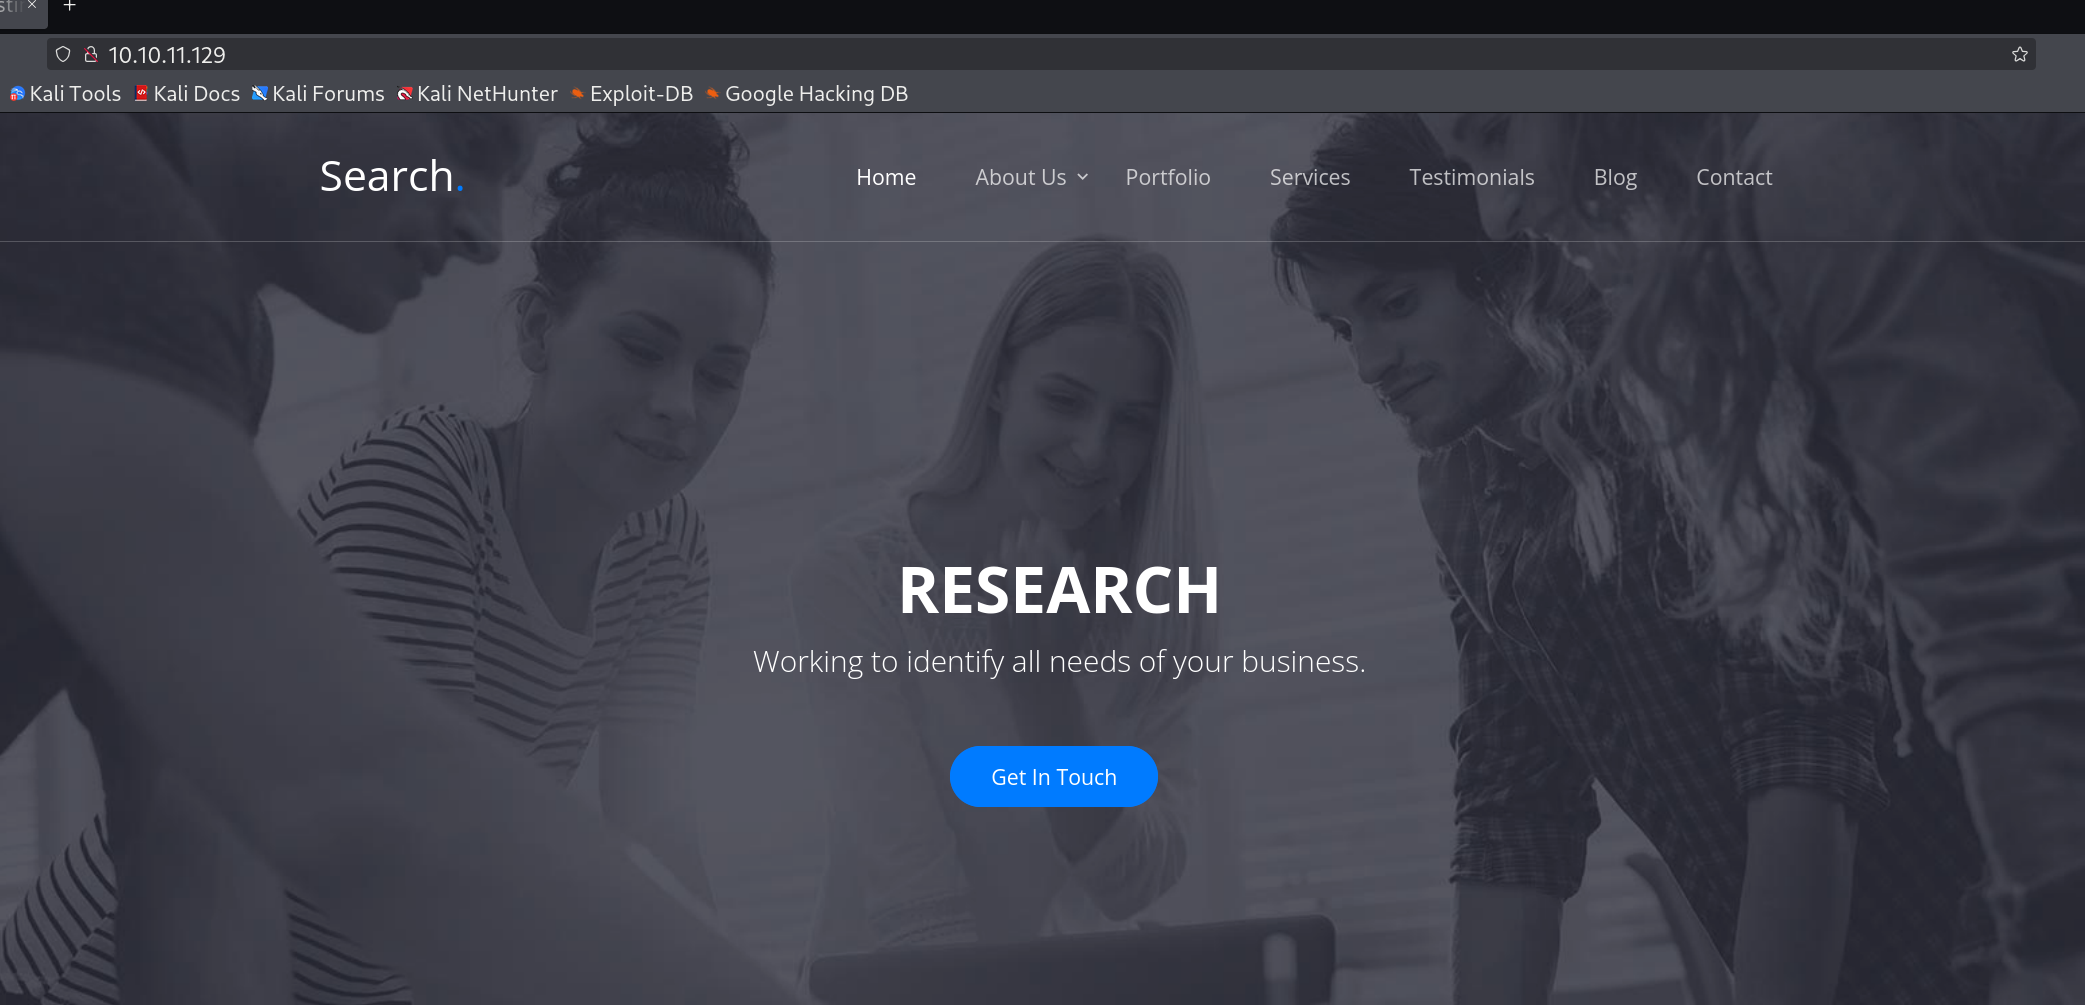 10.10.11.129
Kali Tools Kali Docs Kali Forums Kali NetHunter Exploit-DB Google Hacking DB
Search. Home About Us Portfolio Services Testimonials Blog Contact
RESEARCH
Working to identify all needs of your business.
Get In Touch